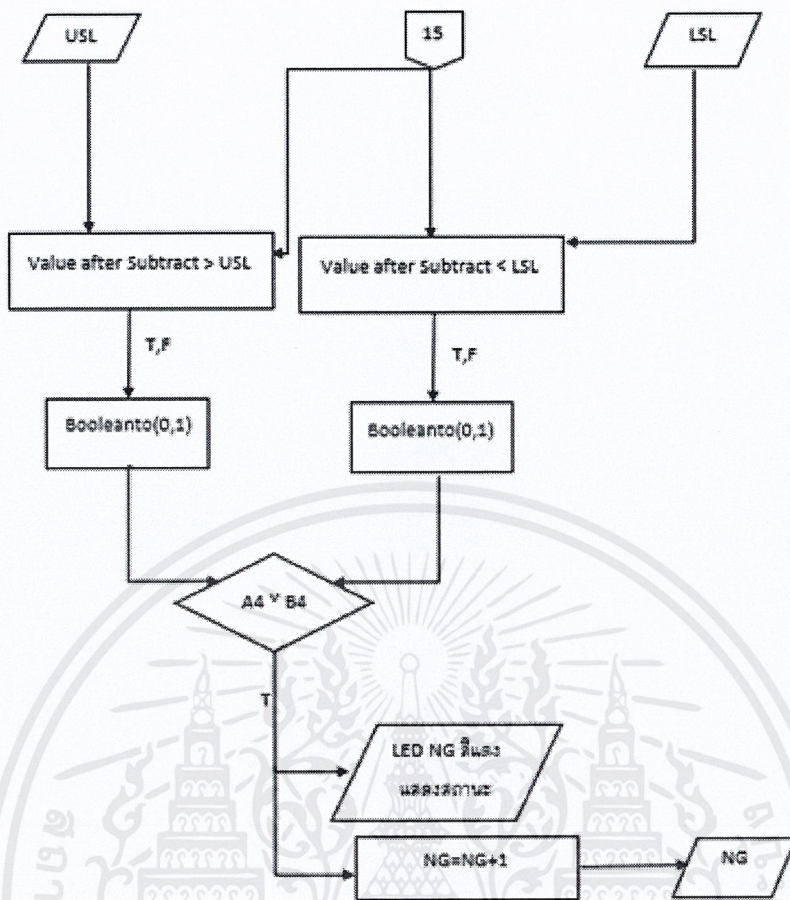 USL
15
LSL
Value after Subtract > USL
Value after Subtract < LSL
T,F
T,F
Booleanto(0,1)
Booleanto(0,1)
A4 ˅ B4
T
LED NG สีแดง
แสดงสถานะ
NG=NG+1
NG